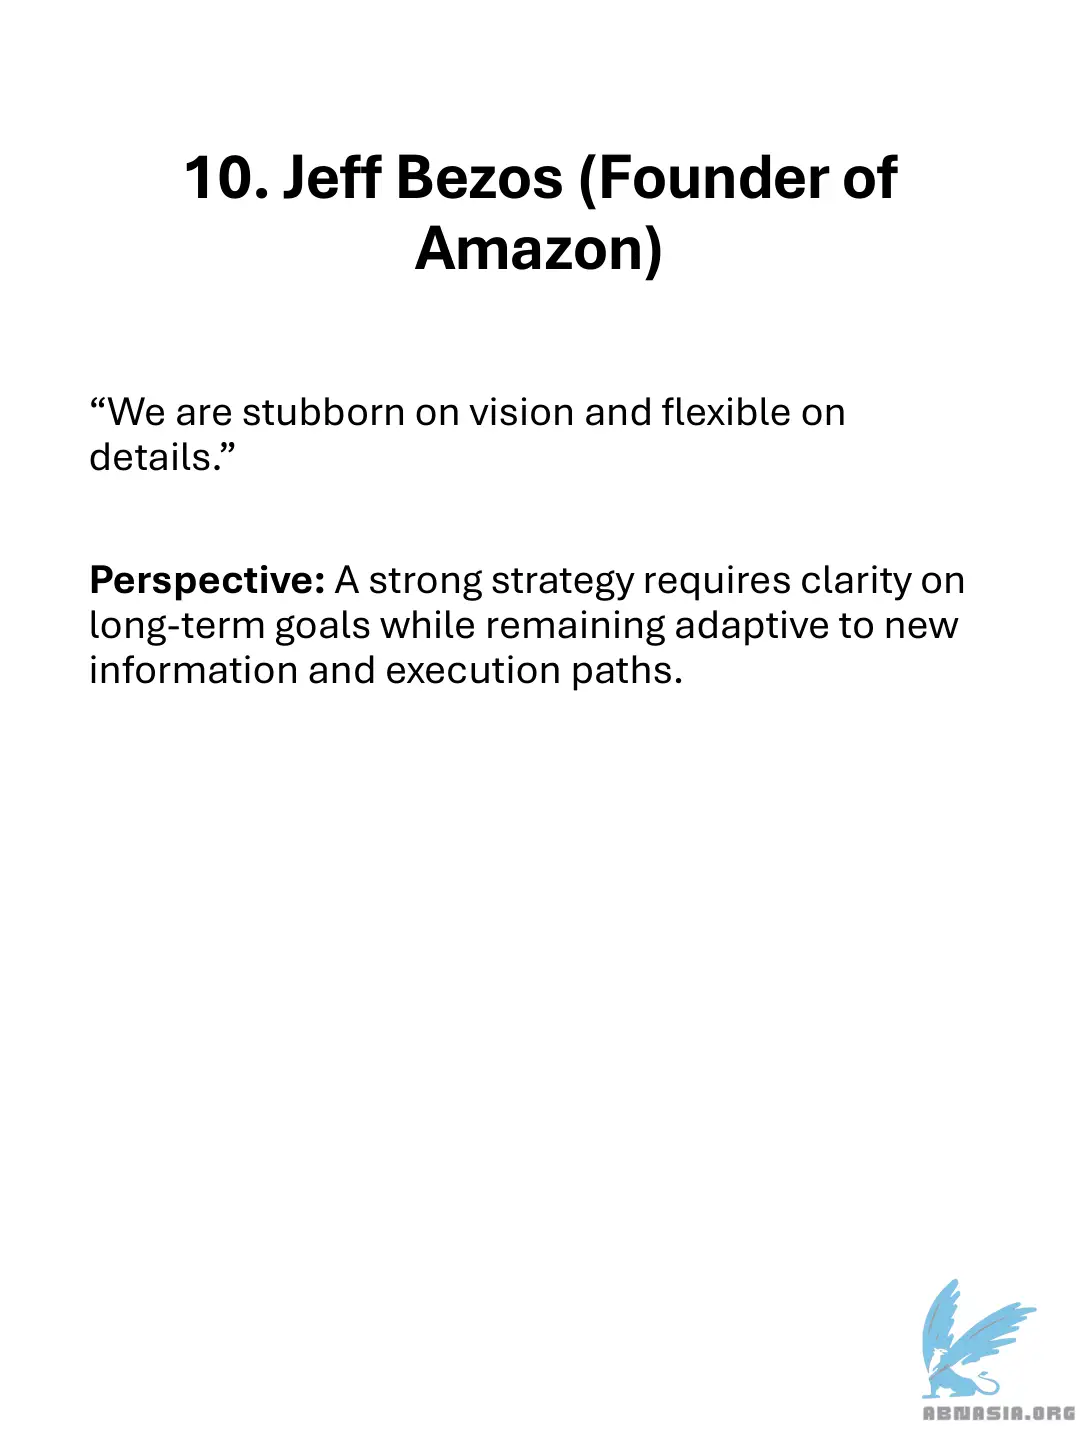 10. Jeff Bezos (Founder of
Amazon)
“We are stubborn on vision and flexible on
details.”
Perspective: A strong strategy requires clarity on
long-term goals while remaining adaptive to new
information and execution paths.
ABNASIA.ORG